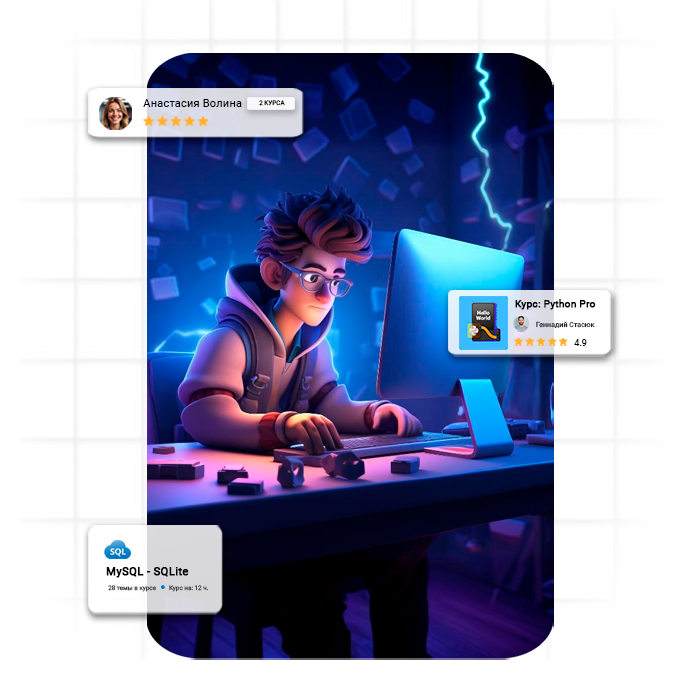 Анастасия Волина
2 КУРСА
Курс: Python Pro
Hello
World
Геннадий Стасюк
4.9
SQL
MySQL - SQLite
28 темы в курсе • Курс на: 12 ч.